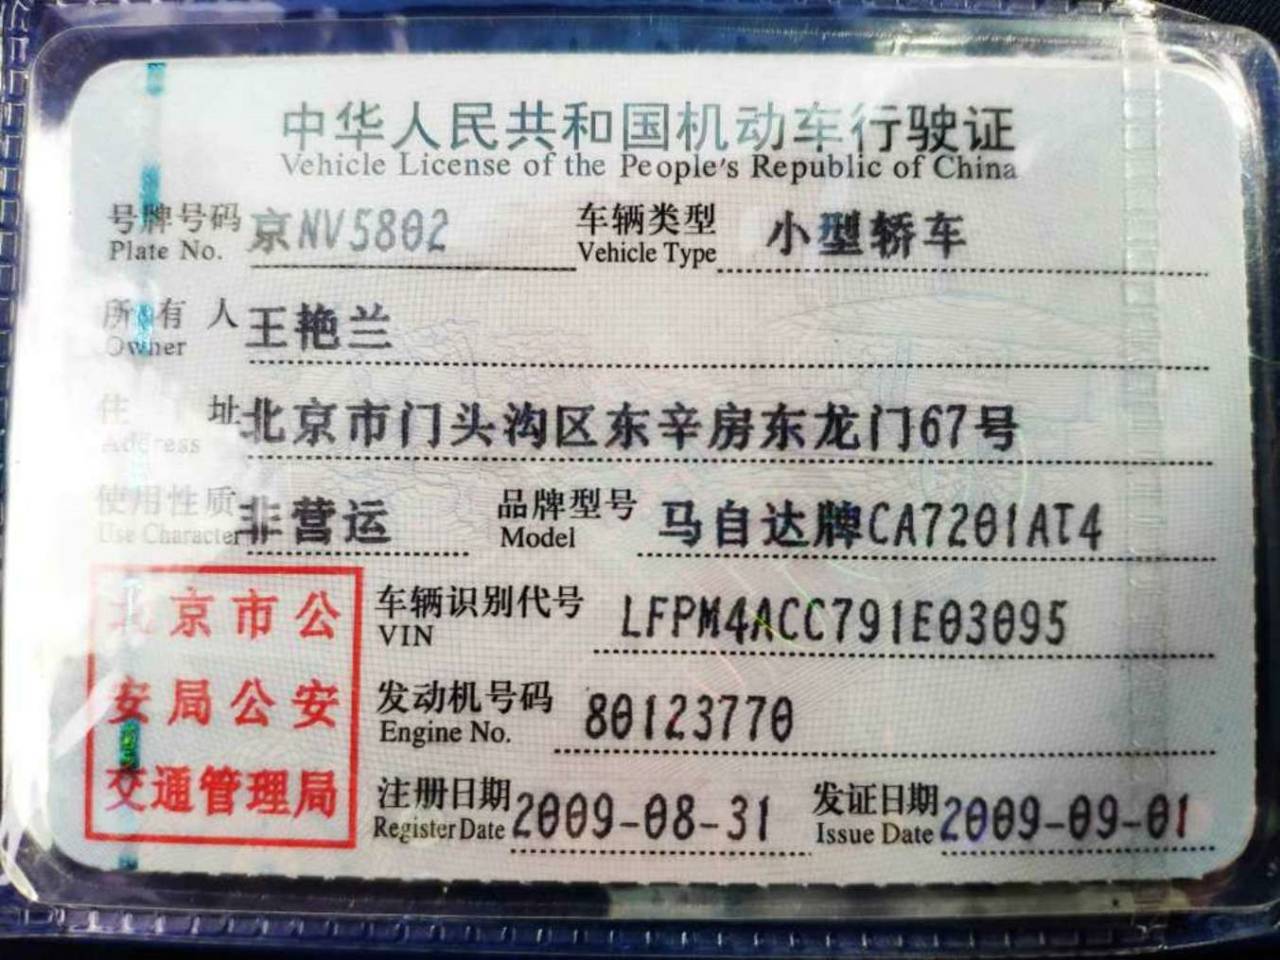 中华人民共和国机动车行驶证
Vehicle License of the People's Republic of China
号牌号码 京NV5802 车辆类型 小型轿车
Plate No. Vehicle Type
所有人 王艳兰
Owner
住址 北京市门头沟区东辛房东龙门67号
Address
使用性质 非营运 品牌型号 马自达牌CA7201AT4
Use Character Model
车辆识别代号 LFPM4ACC791E03095
VIN
发动机号码 80123770
Engine No.
注册日期 2009-08-31 发证日期 2009-09-01
Register Date Issue Date
北京市公
安局公安
交通管理局